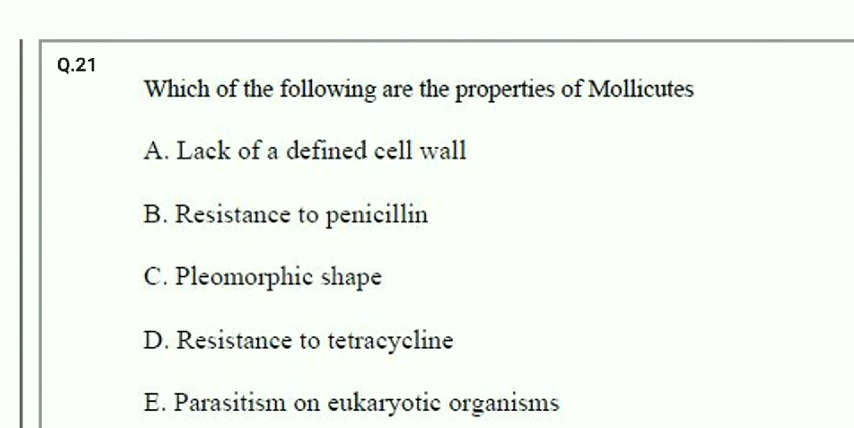 Q.21
Which of the following are the properties of Mollicutes
A. Lack of a defined cell wall
B. Resistance to penicillin
C. Pleomorphic shape
D. Resistance to tetracycline
E. Parasitism on eukaryotic organisms